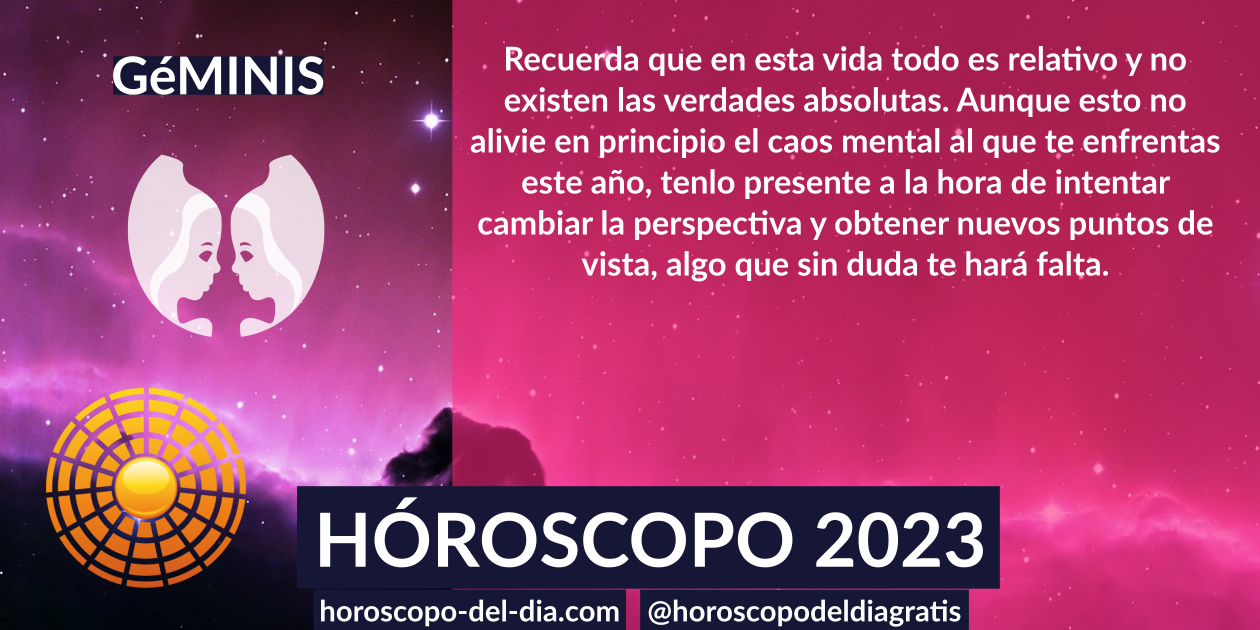 GéMINIS
Recuerda que en esta vida todo es relativo y no
existen las verdades absolutas. Aunque esto no
alivie en principio el caos mental al que te enfrentas
este año, tenlo presente a la hora de intentar
cambiar la perspectiva y obtener nuevos puntos de
vista, algo que sin duda te hará falta.
HÓROSCOPO 2023
horoscopo-del-dia.com
@horoscopodeldiagratis